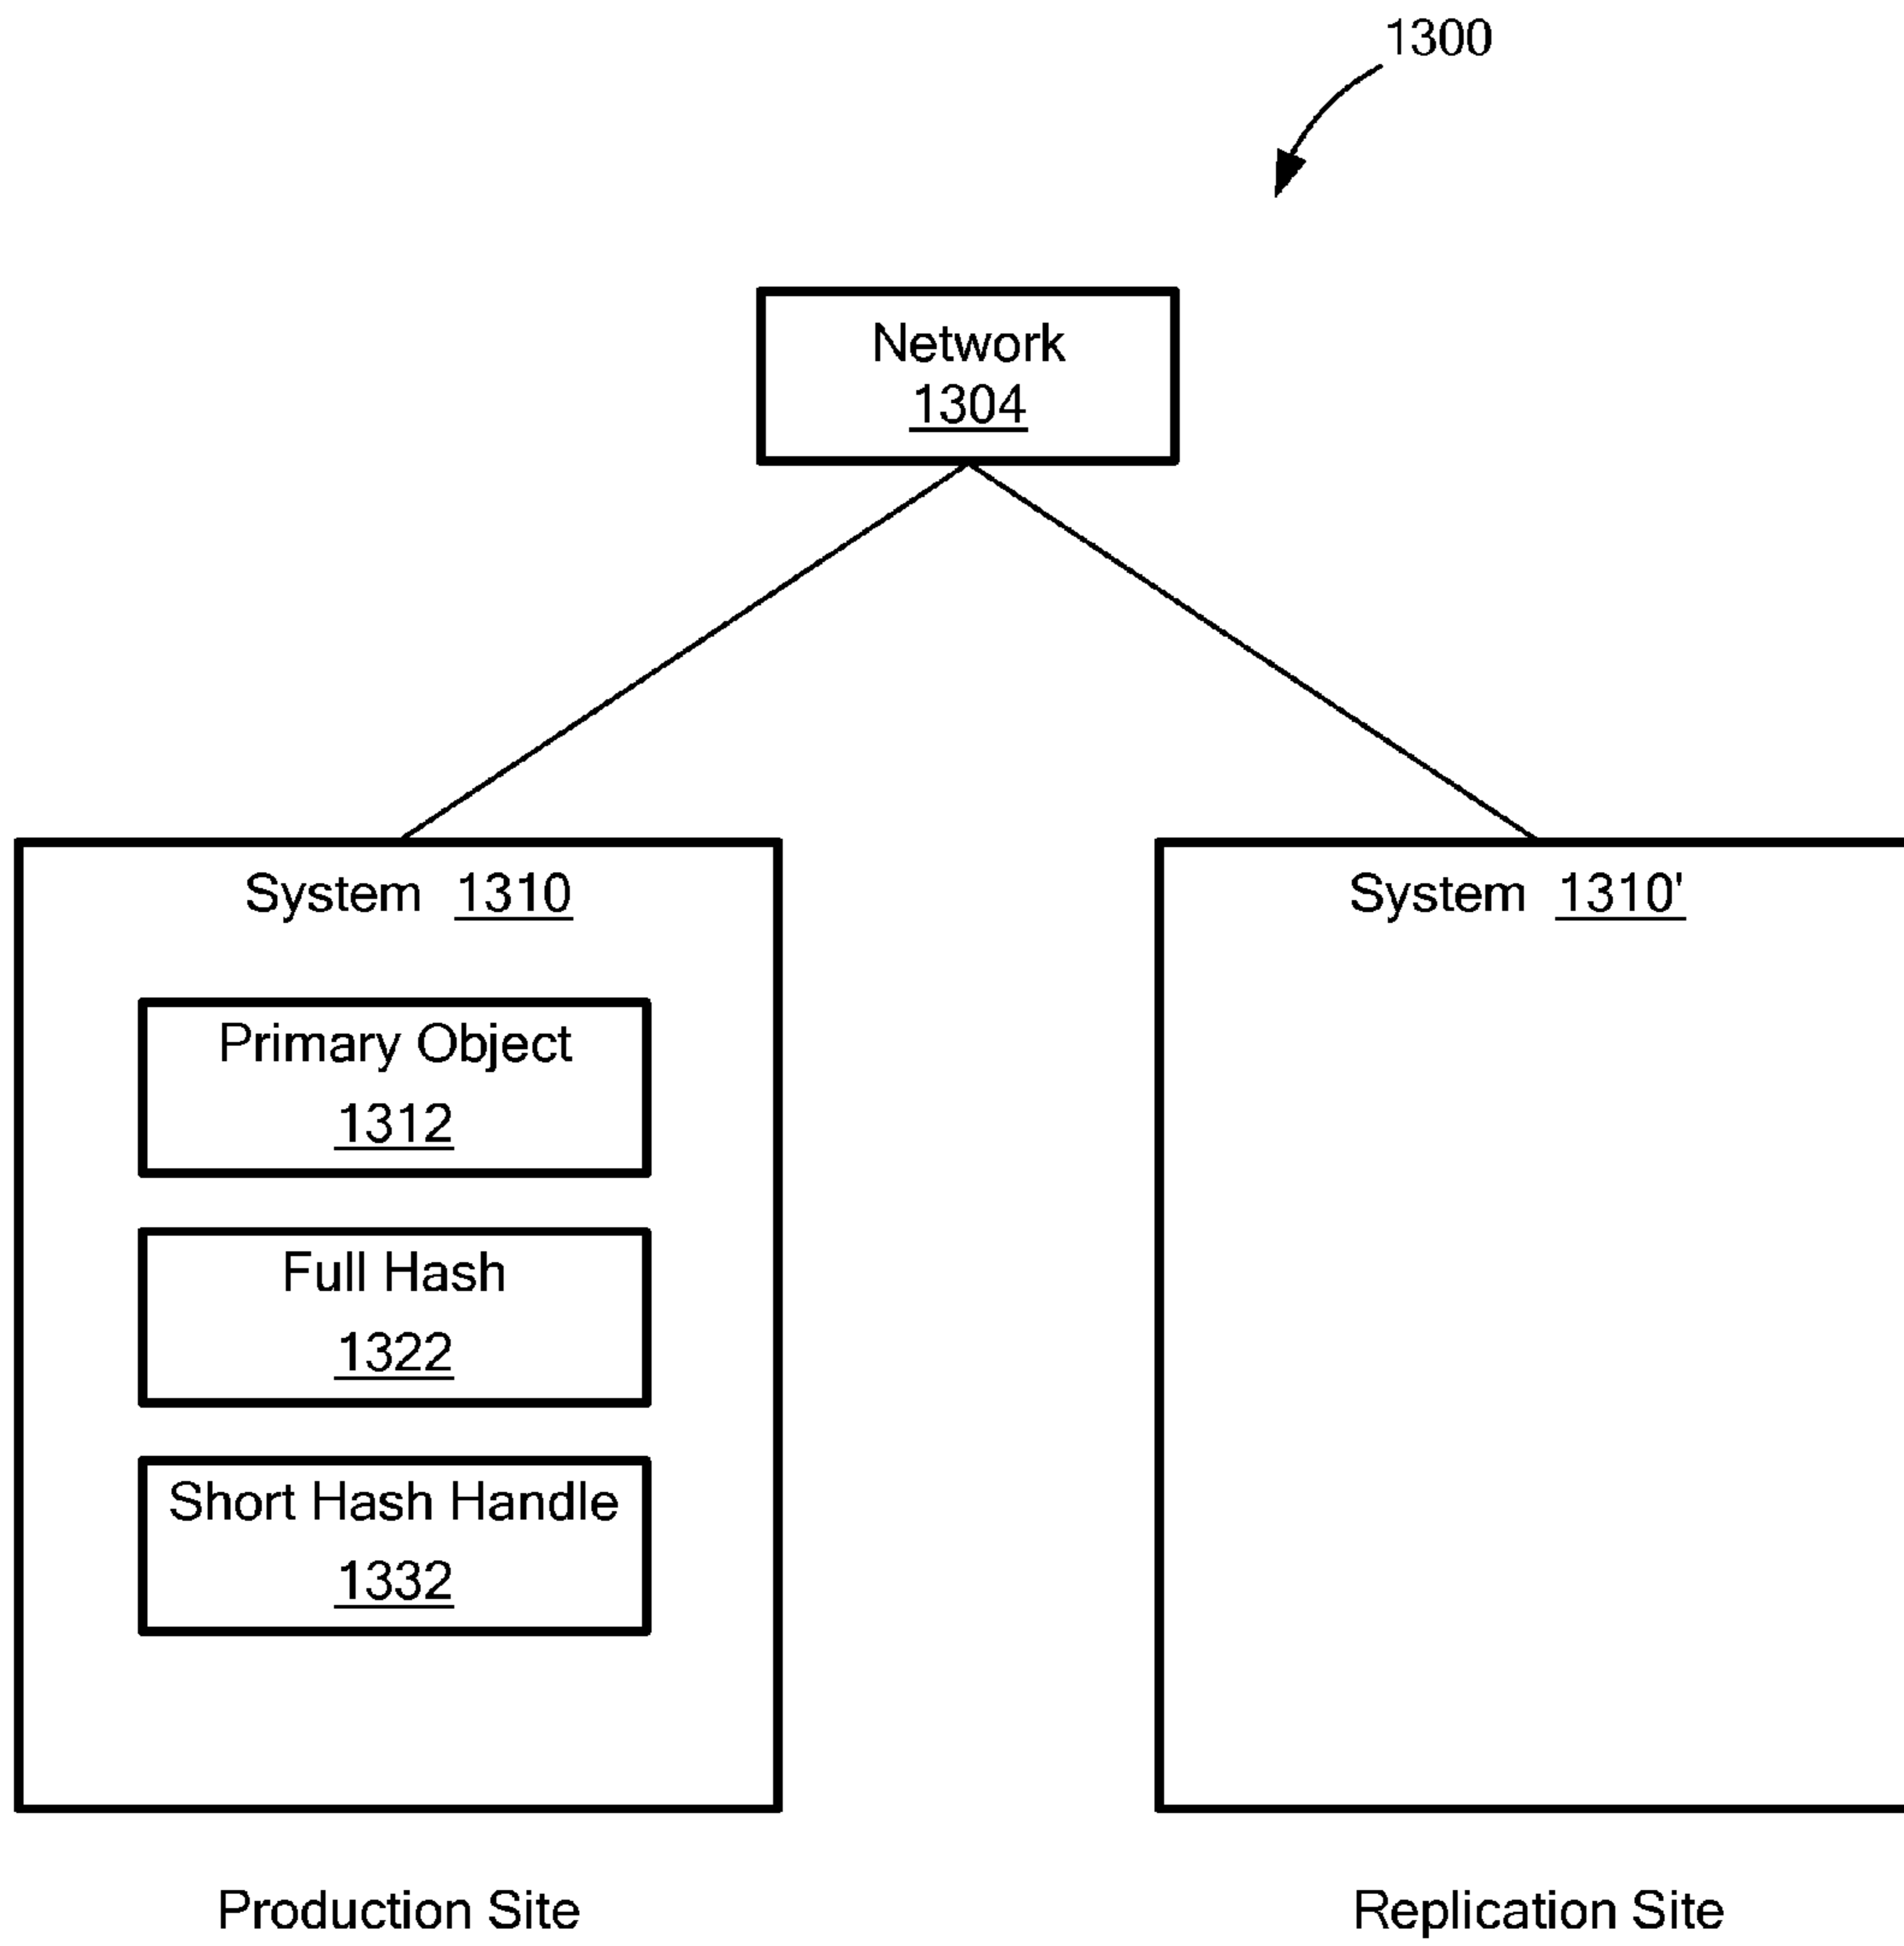 1300
Network
1304
System 1310
System 1310'
Primary Object
1312
Full Hash
1322
Short Hash Handle
1332
Production Site
Replication Site